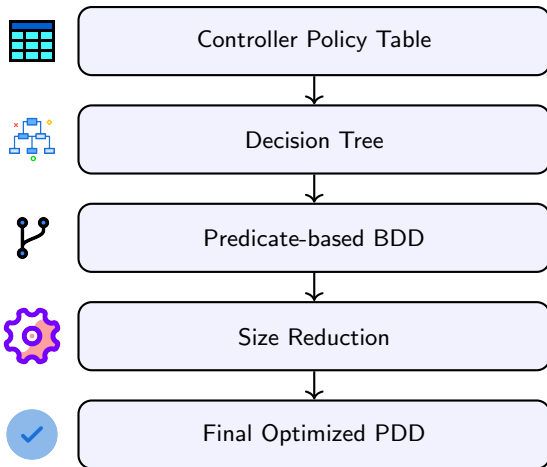 Controller Policy Table
Decision Tree
Predicate-based BDD
Size Reduction
Final Optimized PDD